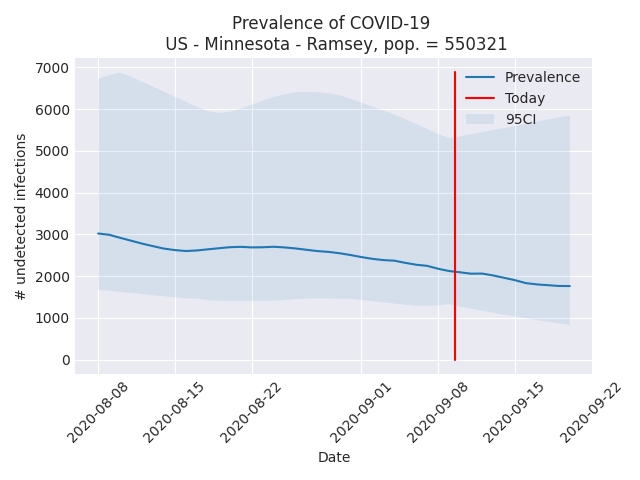 Prevalence of COVID-19
US - Minnesota - Ramsey, pop. = 550321
# undetected infections
7000
6000
5000
4000
3000
2000
1000
0
Prevalence
Today
95CI
2020-08-08
2020-08-15
2020-08-22
2020-09-01
2020-09-08
2020-09-15
2020-09-22
Date